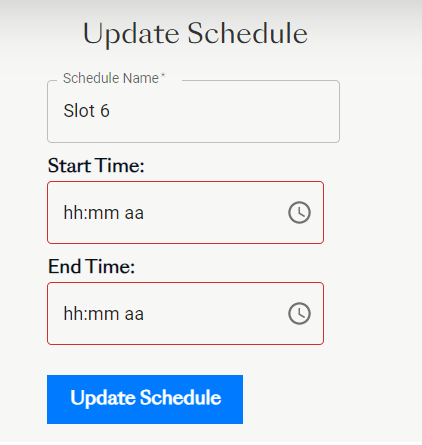 Update Schedule
Schedule Name *
Slot 6
Start Time:
hh:mm aa
End Time:
hh:mm aa
Update Schedule